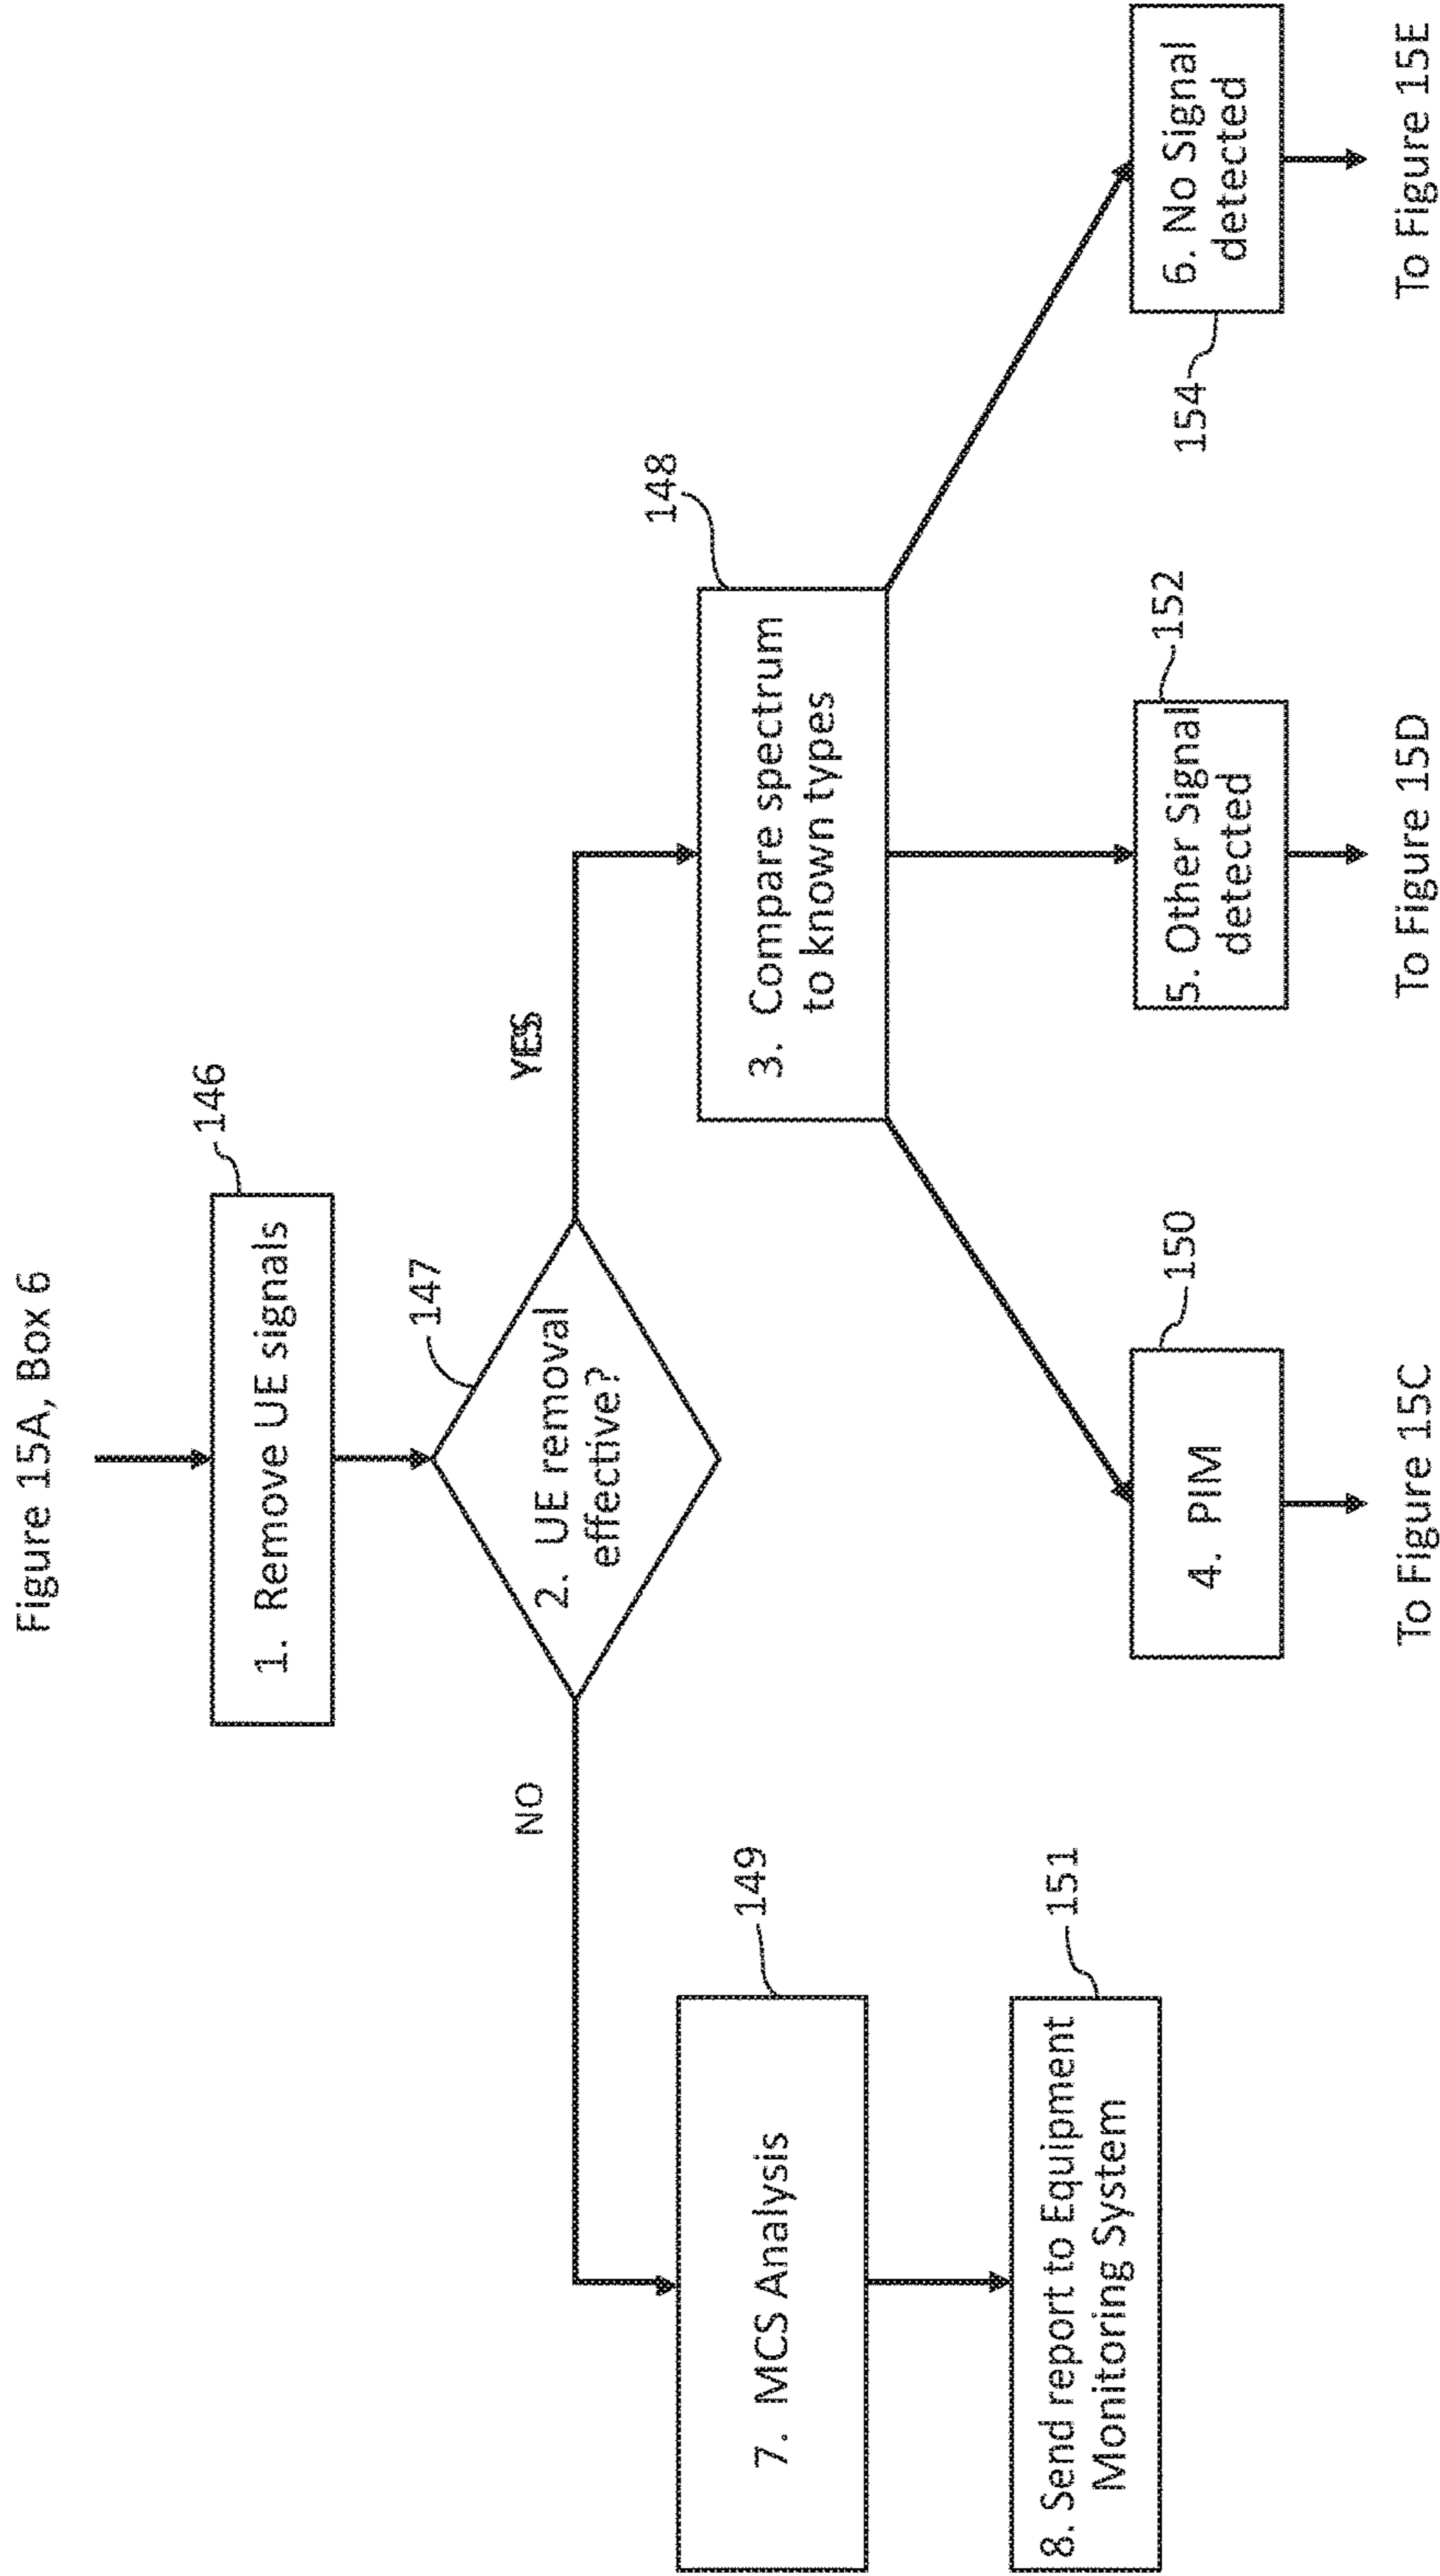 Figure 15A, Box 6
146
1. Remove UE signals
147
2. UE removal
effective?
NO
YES
149
7. MCS Analysis
148
3. Compare spectrum
to known types
151
8. Send report to Equipment
Monitoring System
150
4. PIM
152
5. Other Signal
detected
154
6. No Signal
detected
To Figure 15C
To Figure 15D
To Figure 15E